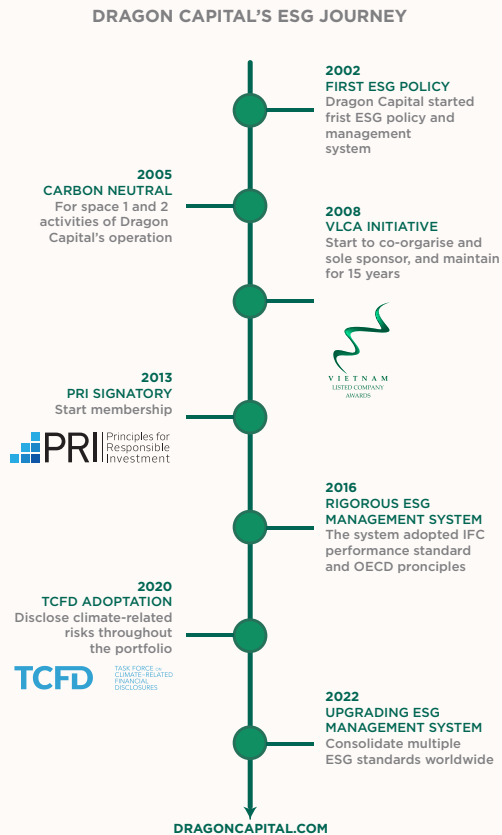 DRAGON CAPITAL'S ESG JOURNEY
2002
FIRST ESG POLICY
Dragon Capital started
frist ESG policy and
management
system
2005
CARBON NEUTRAL
For space 1 and 2
activities of Dragon
Capital's operation
2008
VLCA INITIATIVE
Start to co-orgarise and
sole sponsor, and maintain
for 15 years
VIETNAM
LISTED COMPANY
AWARDS
2013
PRI SIGNATORY
Start membership
PRI
Principles for
Responsible
Investment
2016
RIGOROUS ESG
MANAGEMENT SYSTEM
The system adopted IFC
performance standard
and OECD pronciples
2020
TCFD ADOPTATION
Disclose climate-related
risks throughout
the portfolio
TCFD
TASK FORCE ON
CLIMATE-RELATED
FINANCIAL
DISCLOSURES
2022
UPGRADING ESG
MANAGEMENT SYSTEM
Consolidate multiple
ESG standards worldwide
DRAGONCAPITAL.COM